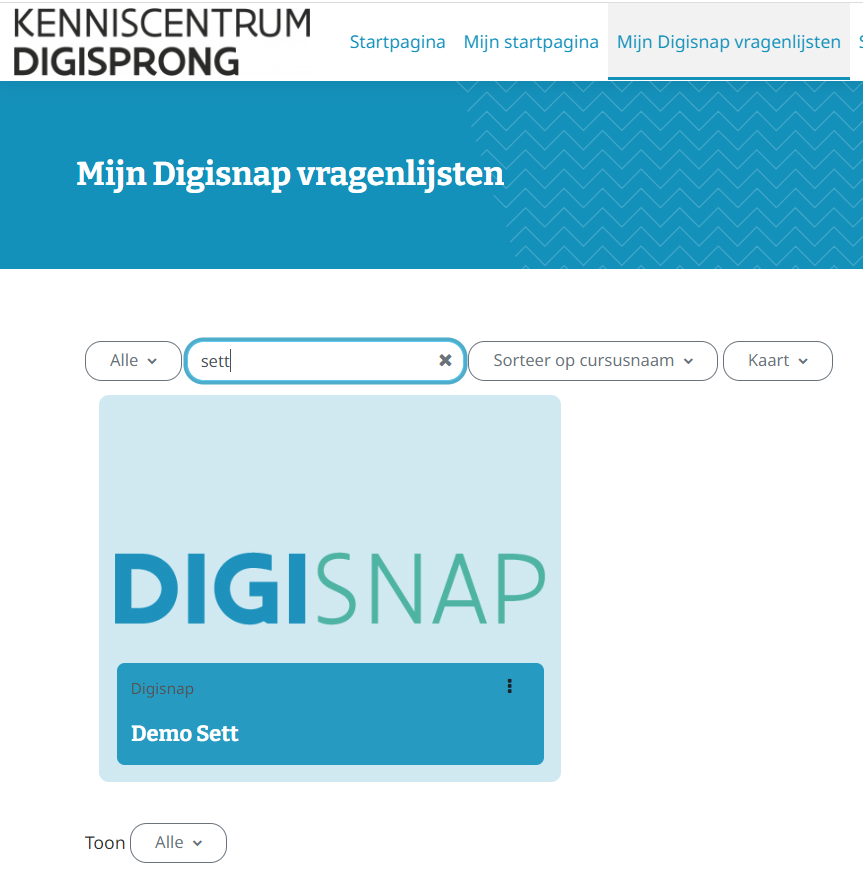 KENNISCENTRUM
DIGISPRONG
Startpagina Mijn startpagina Mijn Digisnap vragenlijsten
Mijn Digisnap vragenlijsten
Alle sett Sorteer op cursusnaam Kaart
DIGISNAP
Digisnap
Demo Sett
Toon Alle